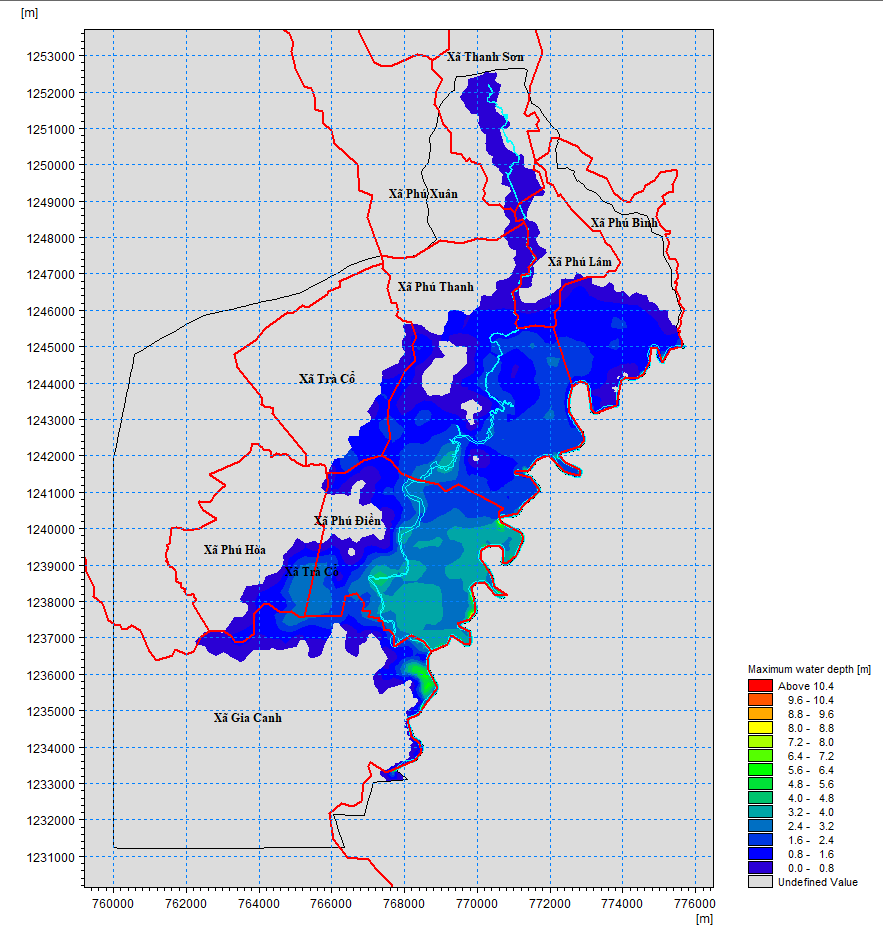 [m]
1253000
1252000
1251000
1250000
1249000
1248000
1247000
1246000
1245000
1244000
1243000
1242000
1241000
1240000
1239000
1238000
1237000
1236000
1235000
1234000
1233000
1232000
1231000
Xã Thanh Sơn
Xã Phú Xuân
Xã Phú Bình
Xã Phú Lâm
Xã Phú Thanh
Xã Trà Cổ
Xã Phú Điền
Xã Phú Hòa
Xã Trà Cổ
Xã Gia Canh
760000 762000 764000 766000 768000 770000 772000 774000 776000
[m]
Maximum water depth [m]
Above 10.4
9.6 - 10.4
8.8 - 9.6
8.0 - 8.8
7.2 - 8.0
6.4 - 7.2
5.6 - 6.4
4.8 - 5.6
4.0 - 4.8
3.2 - 4.0
2.4 - 3.2
1.6 - 2.4
0.8 - 1.6
0.0 - 0.8
Undefined Value